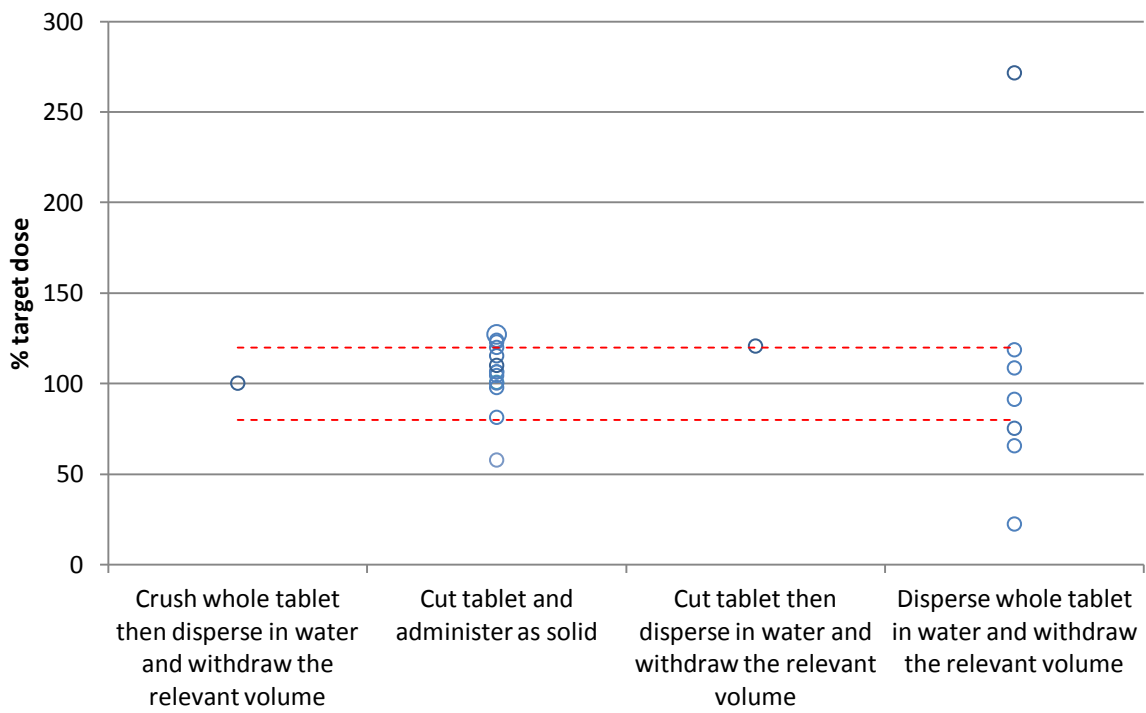 300
250
200
150
100
50
0
% target dose
Crush whole tablet
then disperse in water
and withdraw the
relevant volume
Cut tablet and
administer as solid
Cut tablet then
disperse in water and
withdraw the relevant
volume
Disperse whole tablet
in water and withdraw
the relevant volume